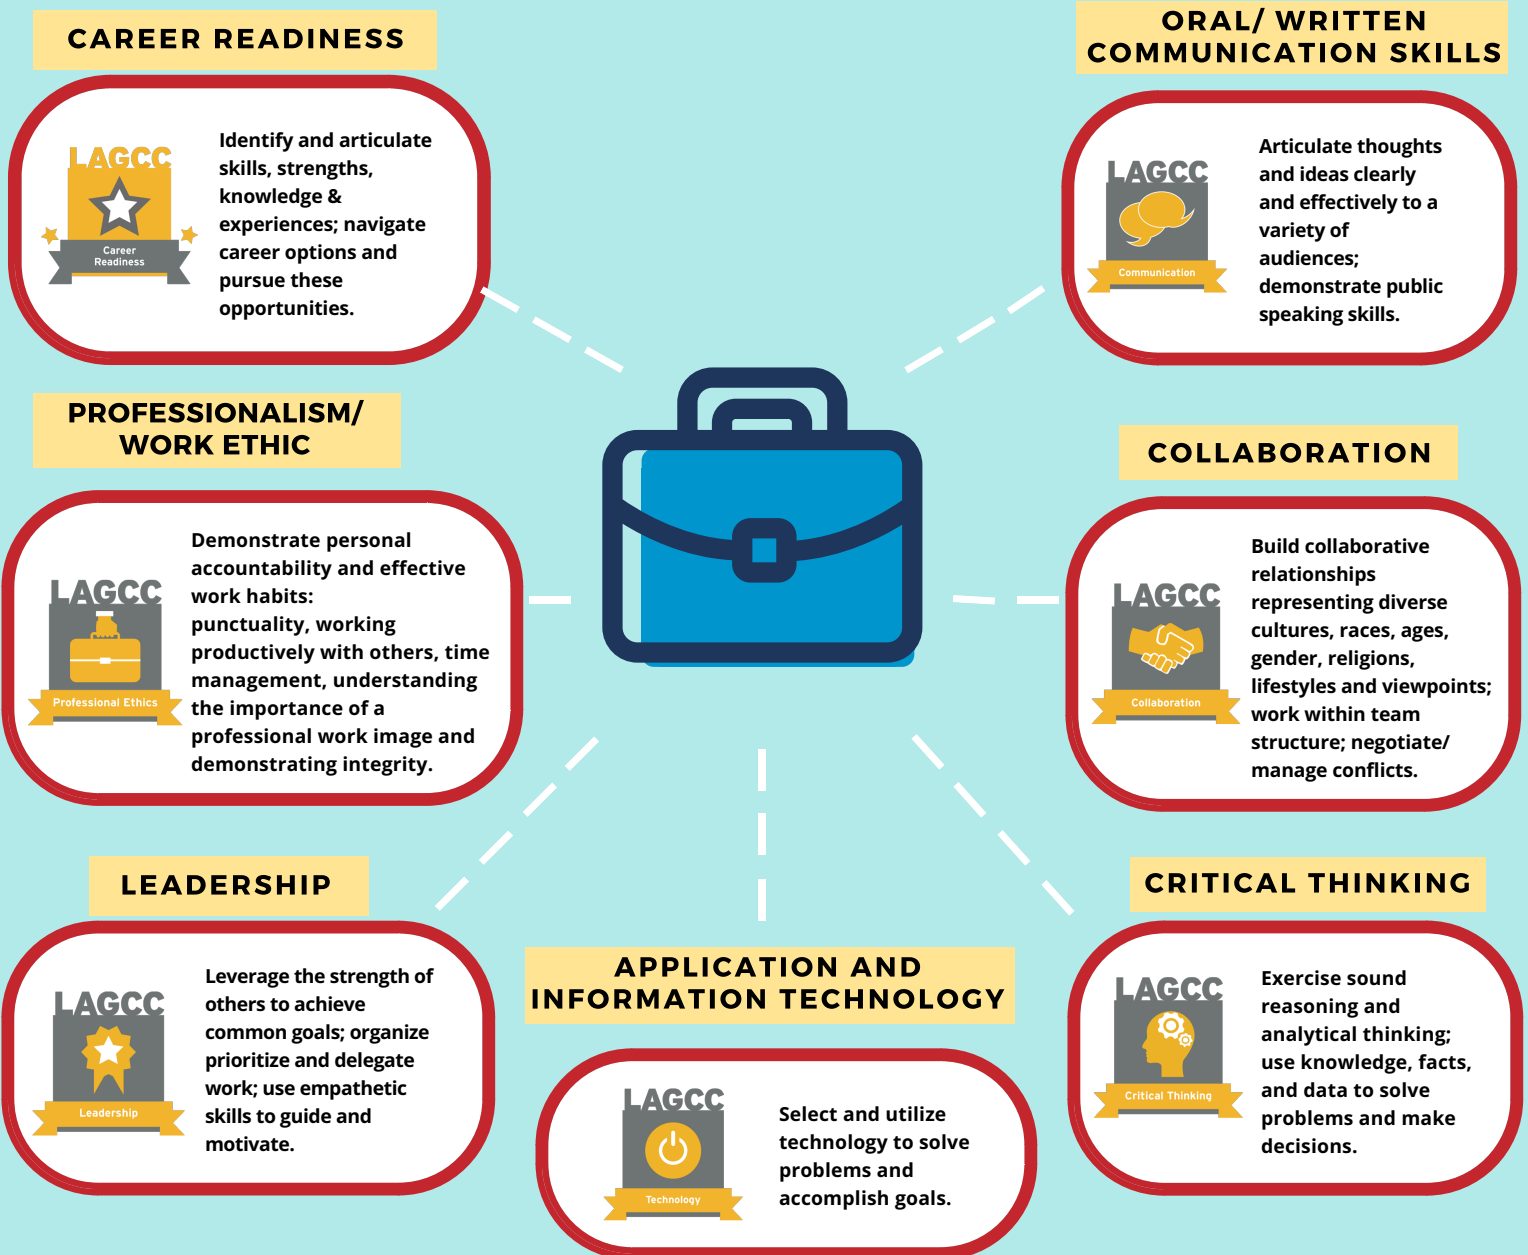 CAREER READINESS
LAGCC
Career
Readiness
Identify and articulate
skills, strengths,
knowledge &
experiences; navigate
career options and
pursue these
opportunities.
ORAL/ WRITTEN
COMMUNICATION SKILLS
LAGCC
Communication
Articulate thoughts
and ideas clearly
and effectively to a
variety of
audiences;
demonstrate public
speaking skills.
PROFESSIONALISM/
WORK ETHIC
LAGCC
Professional Ethics
Demonstrate personal
accountability and effective
work habits:
punctuality, working
productively with others, time
management, understanding
the importance of a
professional work image and
demonstrating integrity.
COLLABORATION
LAGCC
Collaboration
Build collaborative
relationships
representing diverse
cultures, races, ages,
gender, religions,
lifestyles and viewpoints;
work within team
structure; negotiate/
manage conflicts.
LEADERSHIP
LAGCC
Leadership
Leverage the strength of
others to achieve
common goals; organize
prioritize and delegate
work; use empathetic
skills to guide and
motivate.
APPLICATION AND
INFORMATION TECHNOLOGY
LAGCC
Technology
Select and utilize
technology to solve
problems and
accomplish goals.
CRITICAL THINKING
LAGCC
Critical Thinking
Exercise sound
reasoning and
analytical thinking;
use knowledge, facts,
and data to solve
problems and make
decisions.